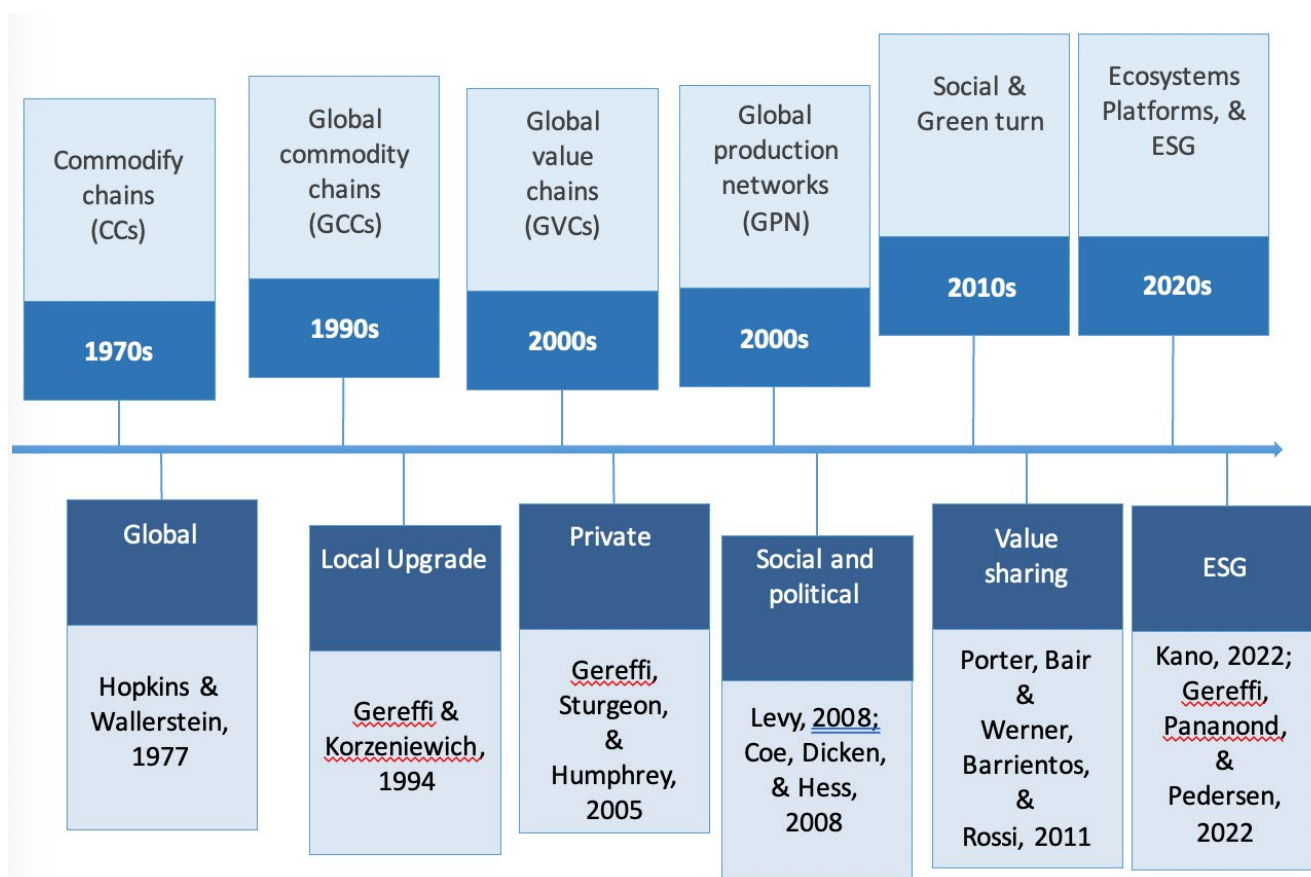 Commodify
chains
(CCs)
1970s
Global
commodity
chains
(GCCs)
1990s
Global
value
chains
(GVCs)
2000s
Global
production
networks
(GPN)
2000s
Social &
Green turn
2010s
Ecosystems
Platforms, &
ESG
2020s
Global
Hopkins &
Wallerstein,
1977
Local Upgrade
Gereffi &
Korzeniewich,
1994
Private
Gereffi,
Sturgeon,
&
Humphrey,
2005
Social and
political
Levy, 2008;
Coe, Dicken,
& Hess,
2008
Value
sharing
Porter, Bair
&
Werner,
Barrientos,
&
Rossi, 2011
ESG
Kano, 2022;
Gereffi,
Pananond,
&
Pedersen,
2022